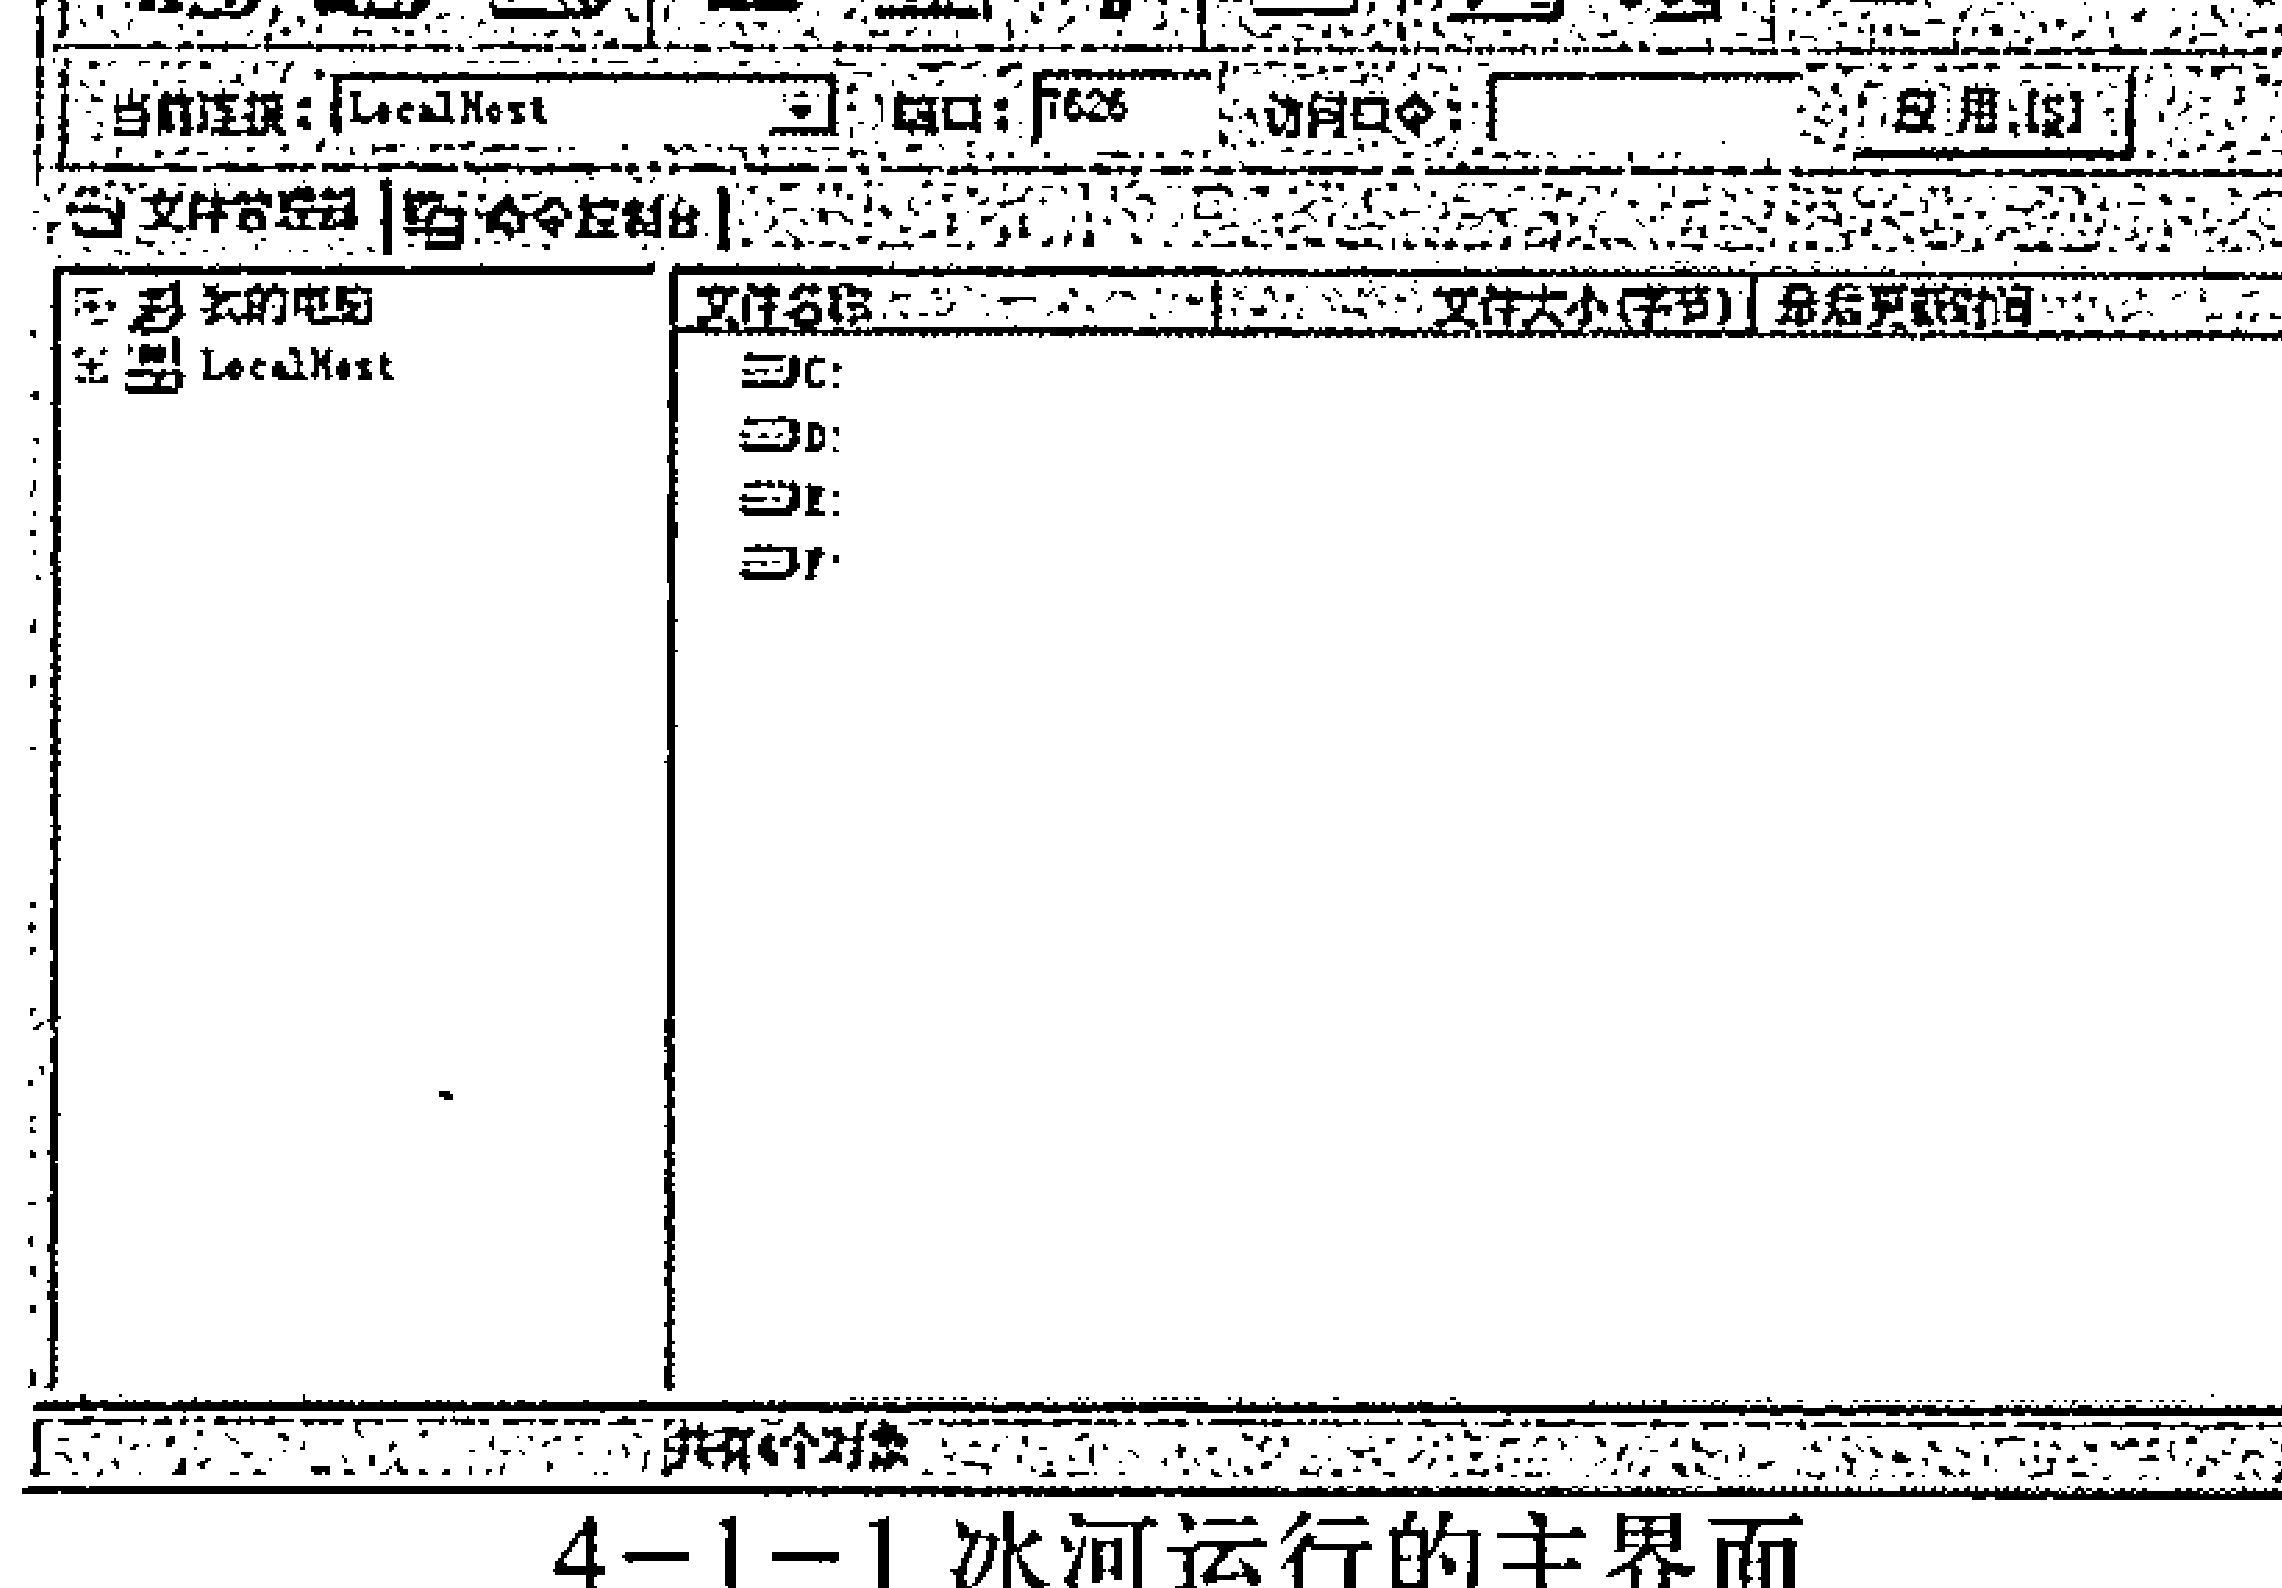 当前连接: LocalHost 端口: 7626 访问口令: 应用[S]
文件管理器 命令控制台
我的电脑 文件名称 文件大小(字节) 最后更新时间
LocalHost
C:
D:
E:
F:
共有4个对象
4-1-1 冰河运行的主界面